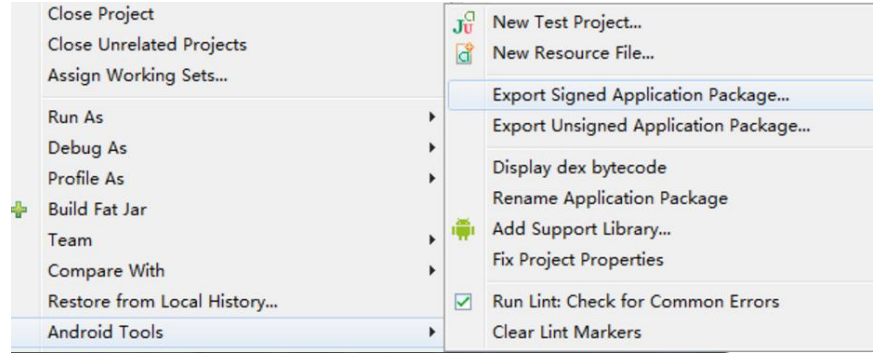 Close Project
Close Unrelated Projects
Assign Working Sets...
Run As
Debug As
Profile As
Build Fat Jar
Team
Compare With
Restore from Local History...
Android Tools
New Test Project...
New Resource File...
Export Signed Application Package...
Export Unsigned Application Package...
Display dex bytecode
Rename Application Package
Add Support Library...
Fix Project Properties
Run Lint: Check for Common Errors
Clear Lint Markers